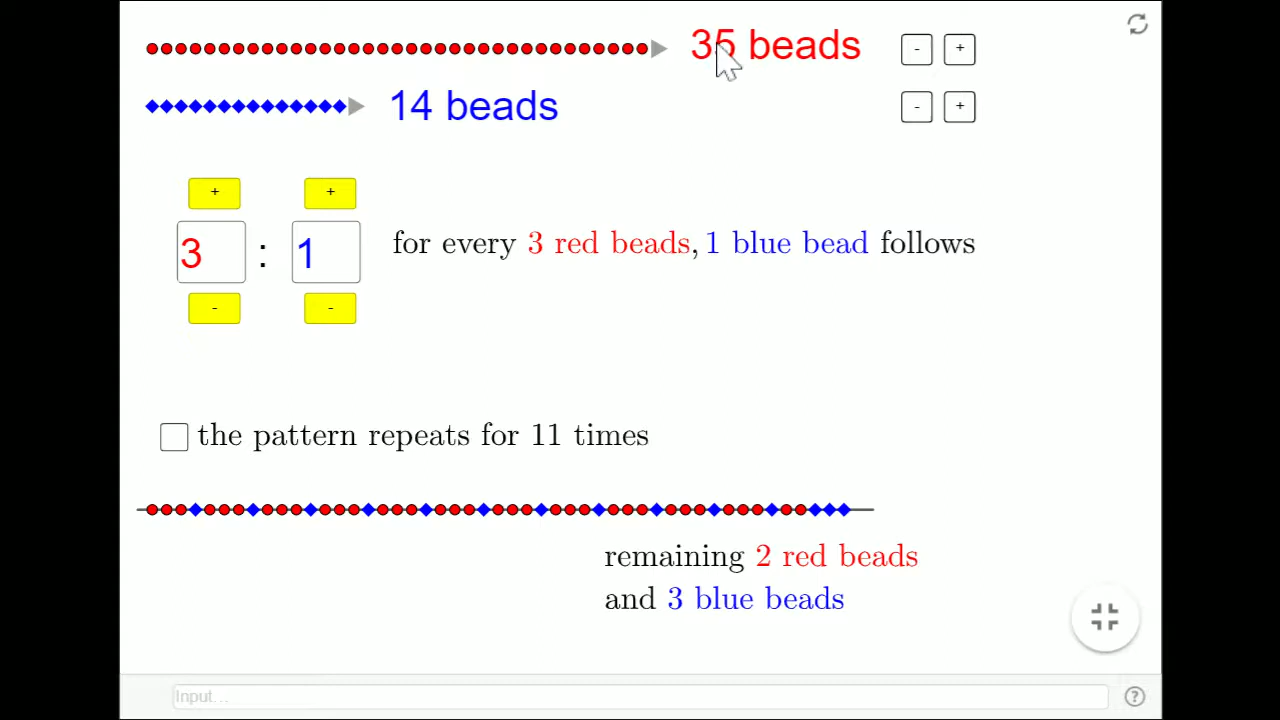 35 beads - +
14 beads - +
+ +
3 : 1 for every 3 red beads, 1 blue bead follows
- -
the pattern repeats for 11 times
remaining 2 red beads
and 3 blue beads
Input...
?